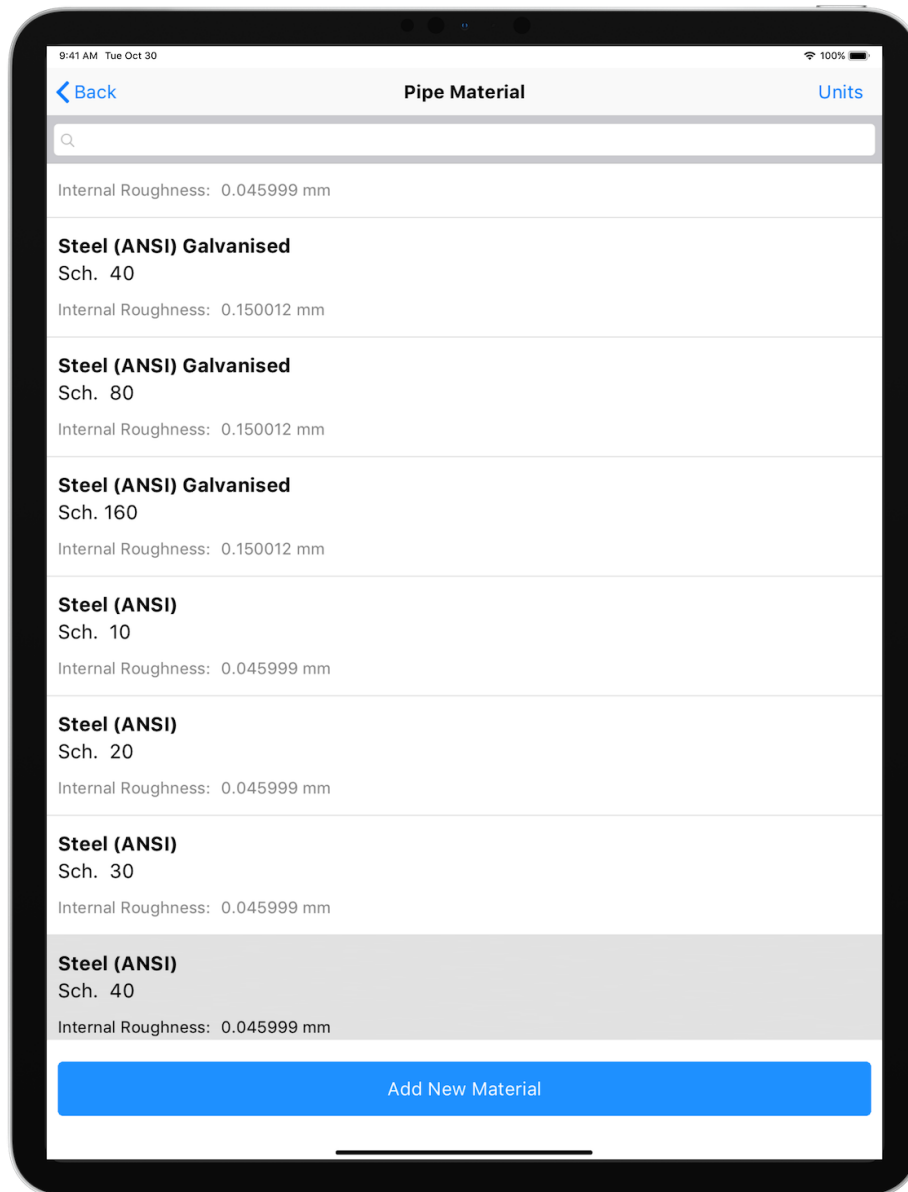 9:41 AM Tue Oct 30
100%
Back
Pipe Material
Units
Internal Roughness: 0.045999 mm
Steel (ANSI) Galvanised
Sch. 40
Internal Roughness: 0.150012 mm
Steel (ANSI) Galvanised
Sch. 80
Internal Roughness: 0.150012 mm
Steel (ANSI) Galvanised
Sch. 160
Internal Roughness: 0.150012 mm
Steel (ANSI)
Sch. 10
Internal Roughness: 0.045999 mm
Steel (ANSI)
Sch. 20
Internal Roughness: 0.045999 mm
Steel (ANSI)
Sch. 30
Internal Roughness: 0.045999 mm
Steel (ANSI)
Sch. 40
Internal Roughness: 0.045999 mm
Add New Material